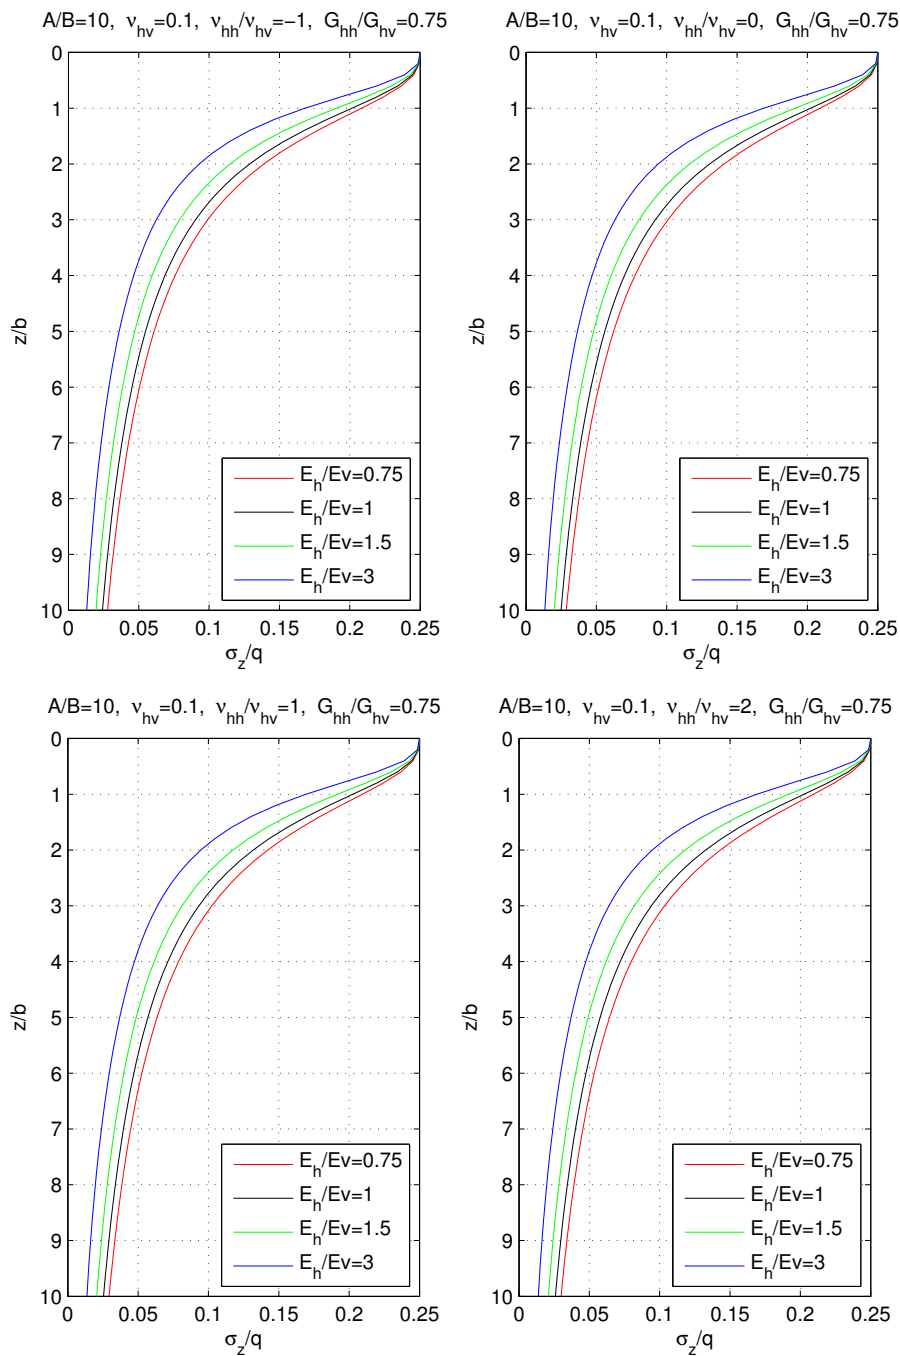 A/B=10, ν_hv=0.1, ν_hh/ν_hv=−1, G_hh/G_hv=0.75
0
1
2
3
4
5
6
7
8
9
10
z/b
E_h/Ev=0.75
E_h/Ev=1
E_h/Ev=1.5
E_h/Ev=3
0 0.05 0.1 0.15 0.2 0.25
σ_z/q
A/B=10, ν_hv=0.1, ν_hh/ν_hv=0, G_hh/G_hv=0.75
0
1
2
3
4
5
6
7
8
9
10
z/b
E_h/Ev=0.75
E_h/Ev=1
E_h/Ev=1.5
E_h/Ev=3
0 0.05 0.1 0.15 0.2 0.25
σ_z/q
A/B=10, ν_hv=0.1, ν_hh/ν_hv=1, G_hh/G_hv=0.75
0
1
2
3
4
5
6
7
8
9
10
z/b
E_h/Ev=0.75
E_h/Ev=1
E_h/Ev=1.5
E_h/Ev=3
0 0.05 0.1 0.15 0.2 0.25
σ_z/q
A/B=10, ν_hv=0.1, ν_hh/ν_hv=2, G_hh/G_hv=0.75
0
1
2
3
4
5
6
7
8
9
10
z/b
E_h/Ev=0.75
E_h/Ev=1
E_h/Ev=1.5
E_h/Ev=3
0 0.05 0.1 0.15 0.2 0.25
σ_z/q